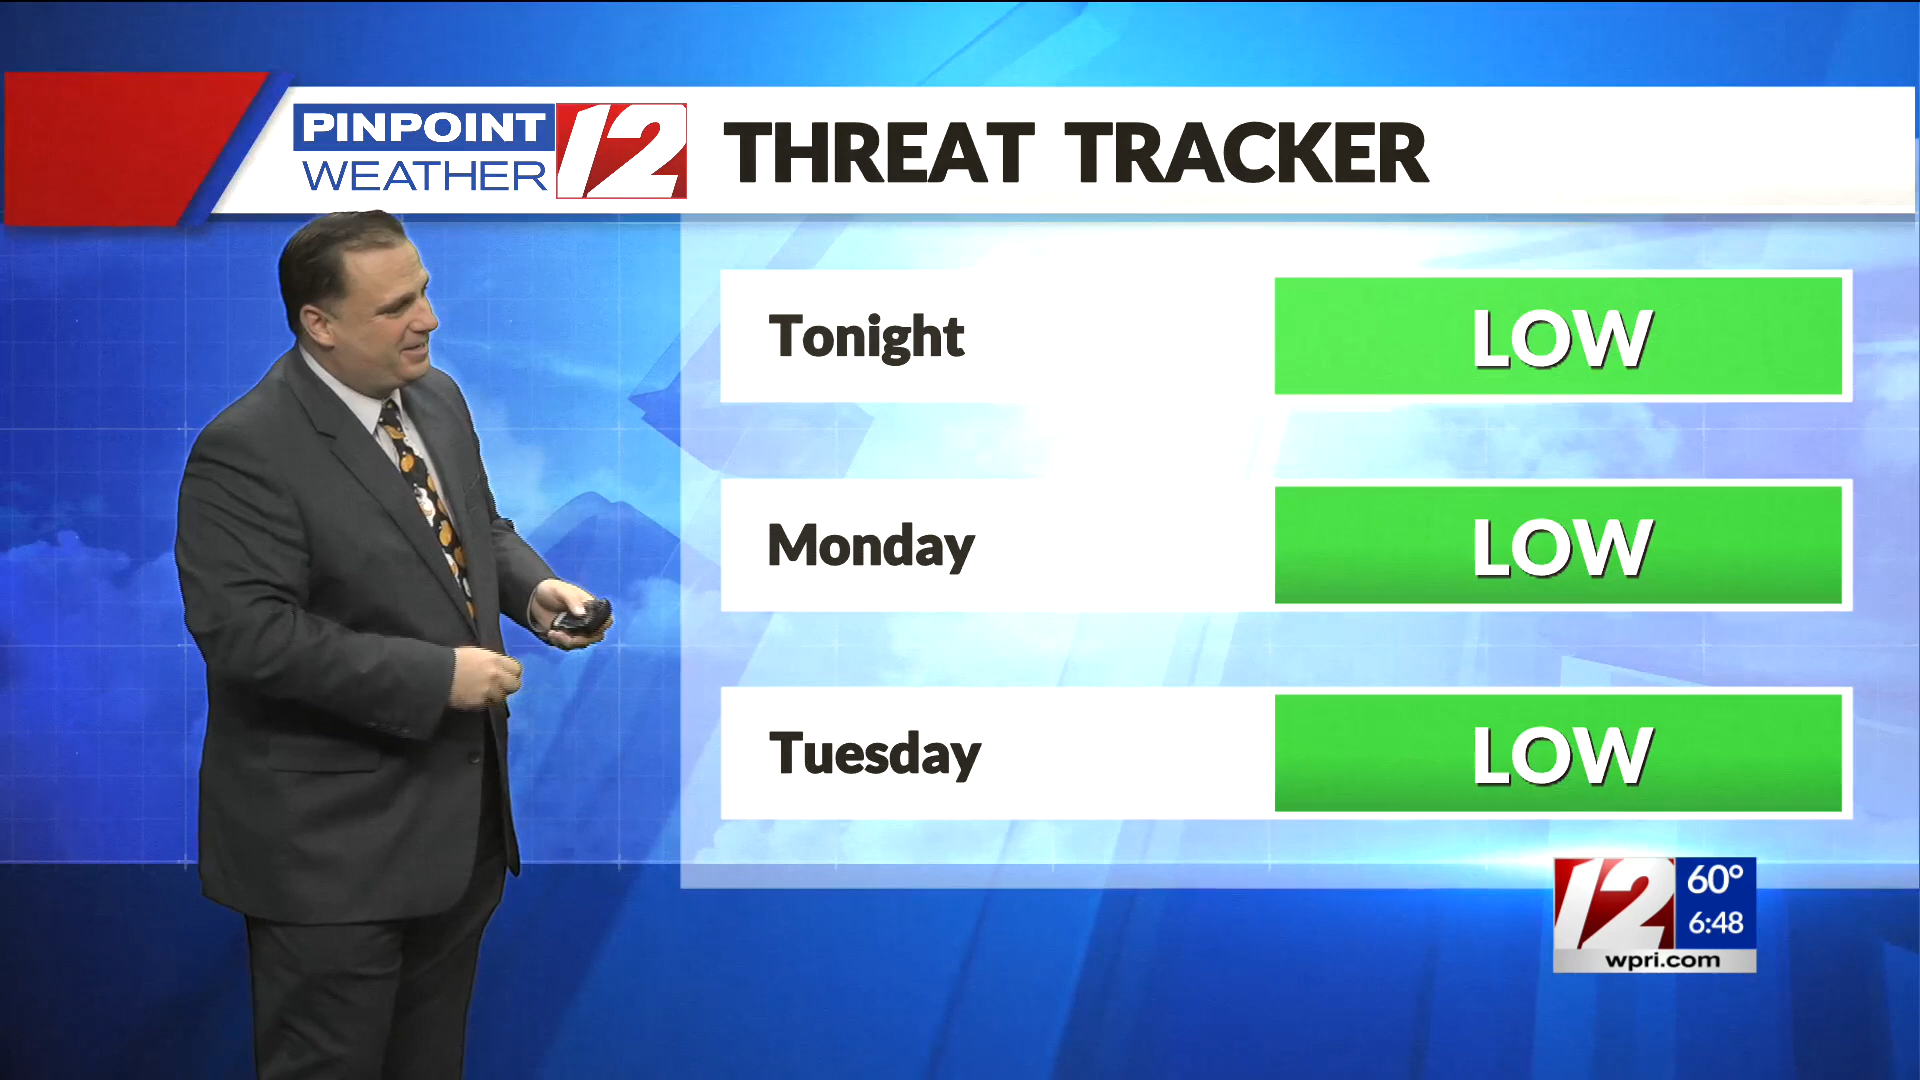 PINPOINT
WEATHER
12
THREAT TRACKER
Tonight
LOW
Monday
LOW
Tuesday
LOW
12
60°
6:48
wpri.com